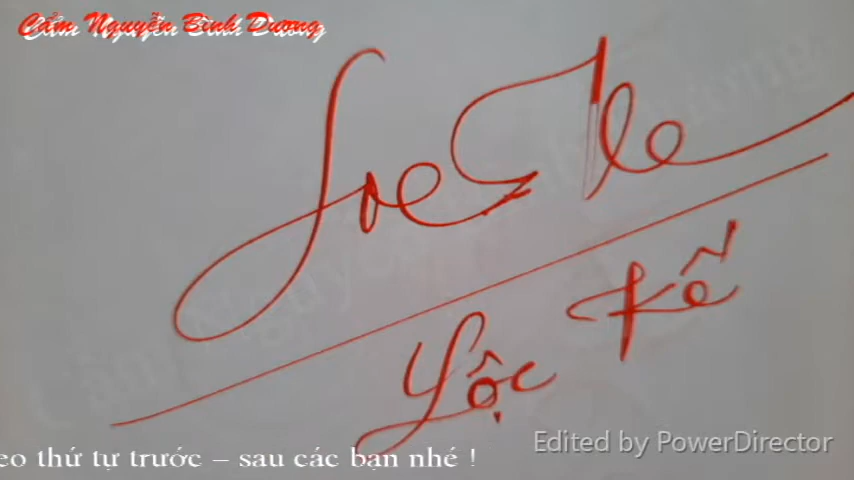 Cẩm Nguyễn Bình Dương
Lộc Kế
eo thứ tự trước – sau các bạn nhé !
Edited by PowerDirector